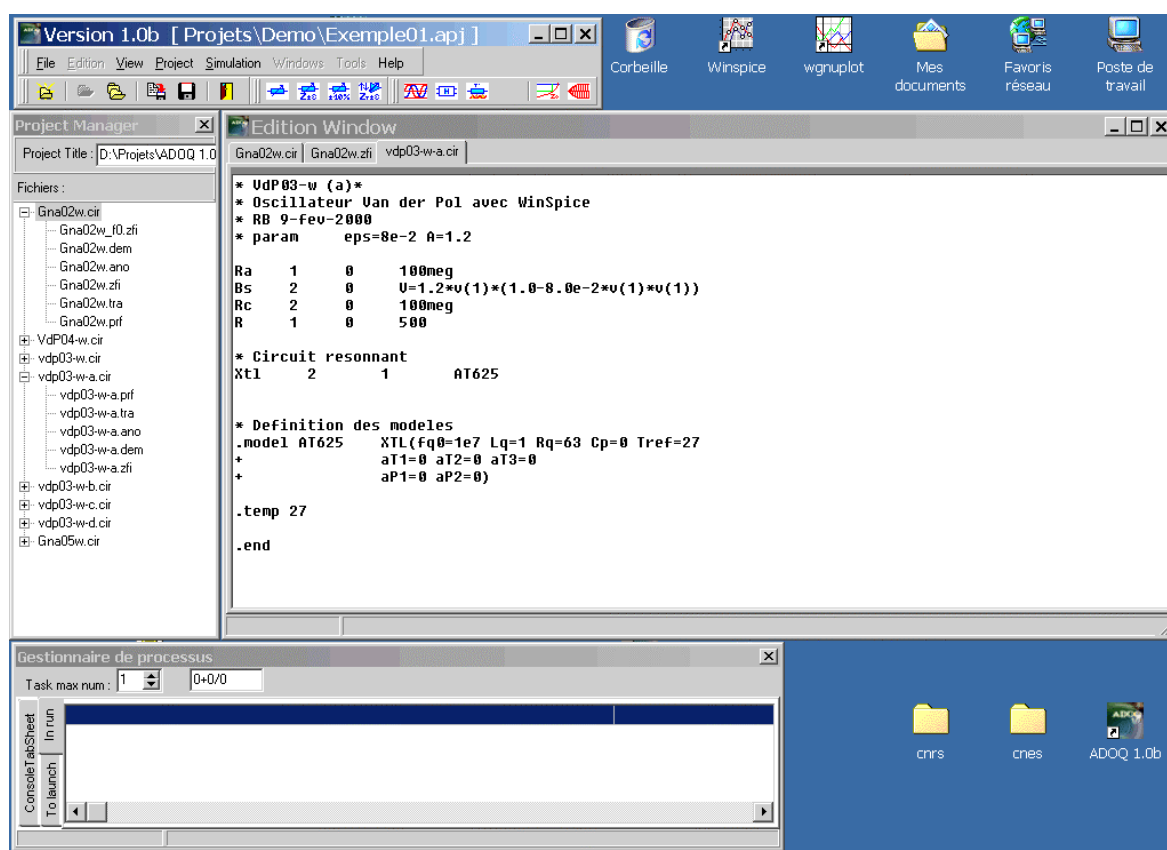 Version 1.0b [ Projets\Demo\Exemple01.apj ]
File Edition View Project Simulation Windows Tools Help
Corbeille
Winspice
wgnuplot
Mes documents
Favoris réseau
Poste de travail
Project Manager
Project Title : D:\Projets\ADOQ 1.0
Fichiers :
Gna02w.cir
Gna02w_f0.zfi
Gna02w.dem
Gna02w.ano
Gna02w.zfi
Gna02w.tra
Gna02w.prf
VdP04-w.cir
vdp03-w.cir
vdp03-w-a.cir
vdp03-w-a.prf
vdp03-w-a.tra
vdp03-w-a.ano
vdp03-w-a.dem
vdp03-w-a.zfi
vdp03-w-b.cir
vdp03-w-c.cir
vdp03-w-d.cir
Gna05w.cir
Edition Window
Gna02w.cir Gna02w.zfi vdp03-w-a.cir
* VdP03-w (a)*
* Oscillateur Van der Pol avec WinSpice
* RB 9-fev-2000
* param eps=8e-2 A=1.2
Ra 1 0 100meg
Bs 2 0 V=1.2*v(1)*(1.0-8.0e-2*v(1)*v(1))
Rc 2 0 100meg
R 1 0 500
* Circuit resonnant
Xtl 2 1 AT625
* Definition des modeles
.model AT625 XTL(fq0=1e7 Lq=1 Rq=63 Cp=0 Tref=27
+ aT1=0 aT2=0 aT3=0
+ aP1=0 aP2=0)
.temp 27
.end
Gestionnaire de processus
Task max num : 1 0+0/0
ConsoleTabSheet
In run
To launch
cnrs
cnes
ADOQ 1.0b